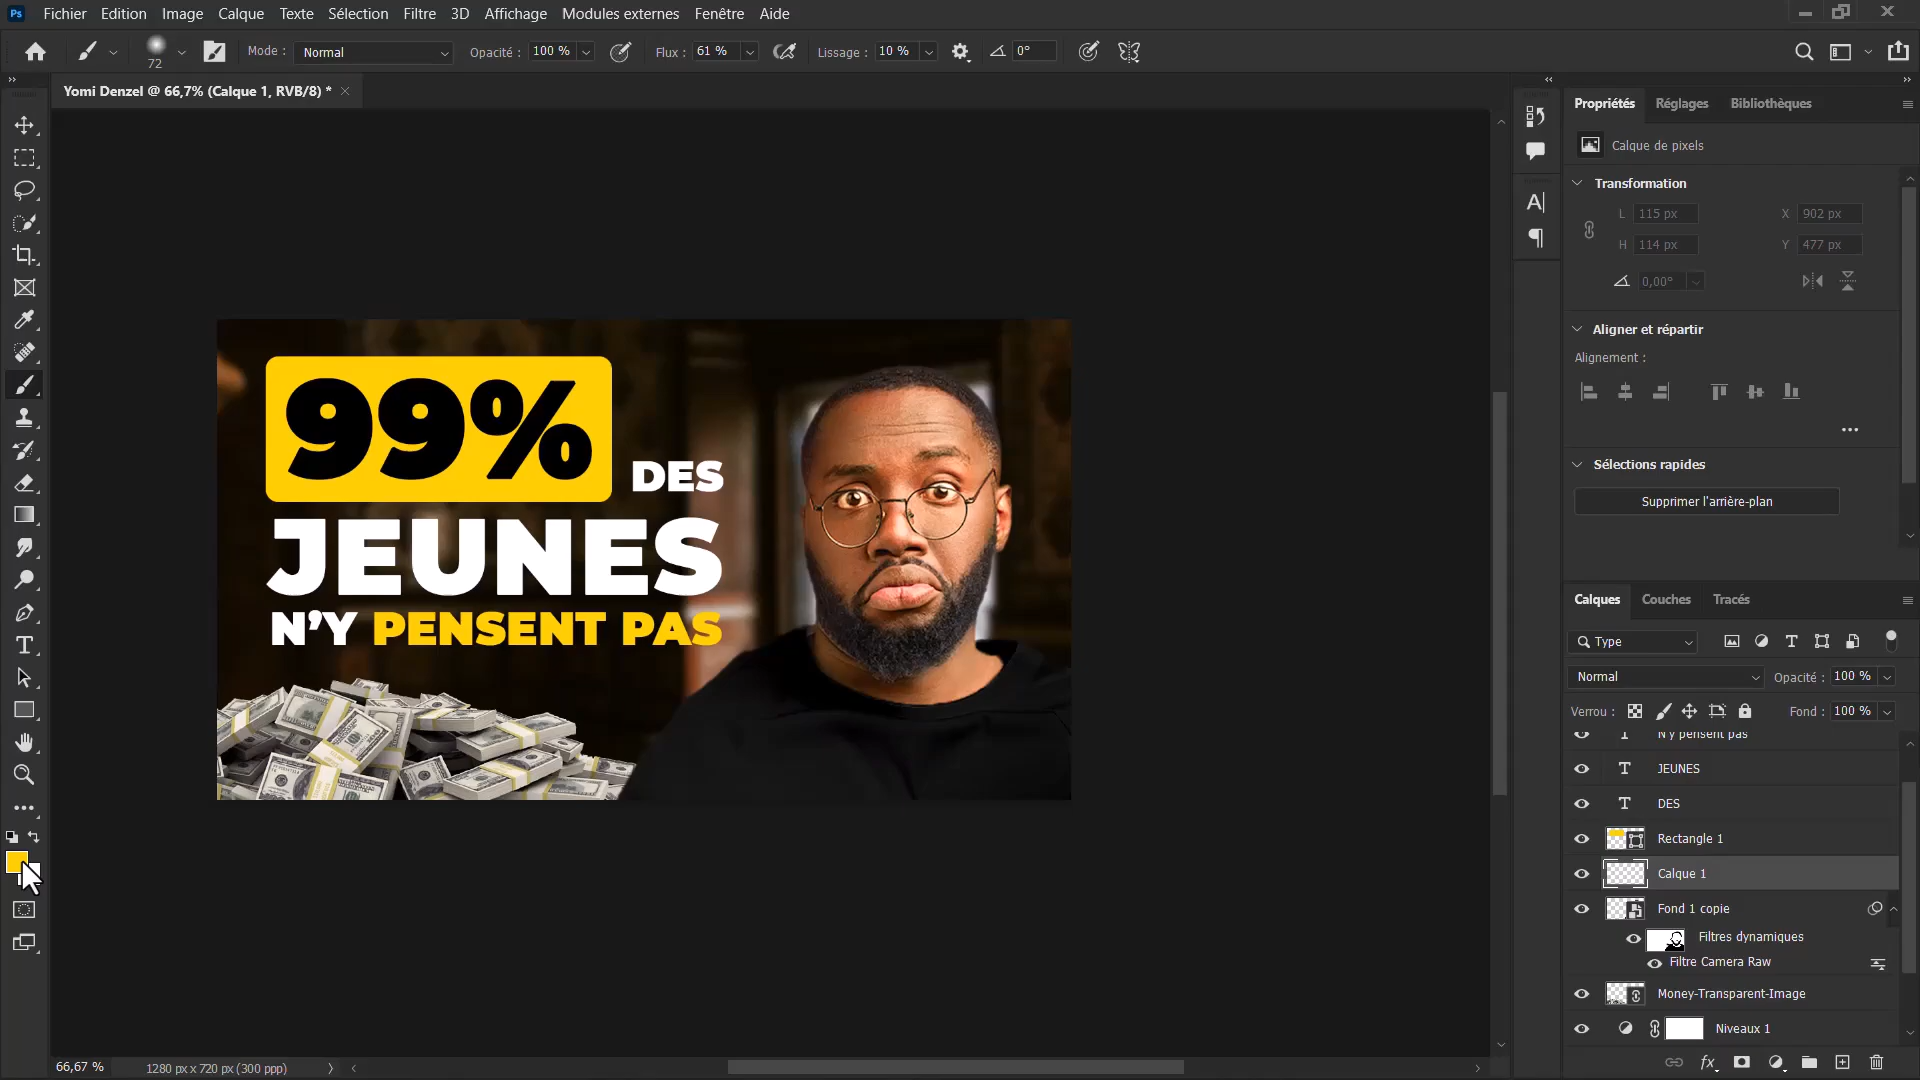 Ps Fichier Edition Image Calque Texte Sélection Filtre 3D Affichage Modules externes Fenêtre Aide
72 Mode : Normal Opacité : 100 % Flux : 61 % Lissage : 10 % 0°
Yomi Denzel @ 66,7% (Calque 1, RVB/8) *
Propriétés Réglages Bibliothèques
Calque de pixels
Transformation
L 115 px X 902 px
H 114 px Y 477 px
0,00°
Aligner et répartir
Alignement :
Sélections rapides
Supprimer l'arrière-plan
99% DES
JEUNES
N'Y PENSENT PAS
Calques Couches Tracés
Type
Normal Opacité : 100 %
Verrou : Fond : 100 %
N'y pensent pas
JEUNES
DES
Rectangle 1
Calque 1
Fond 1 copie
Filtres dynamiques
Filtre Camera Raw
Money-Transparent-Image
Niveaux 1
66,67 % 1280 px x 720 px (300 ppp)